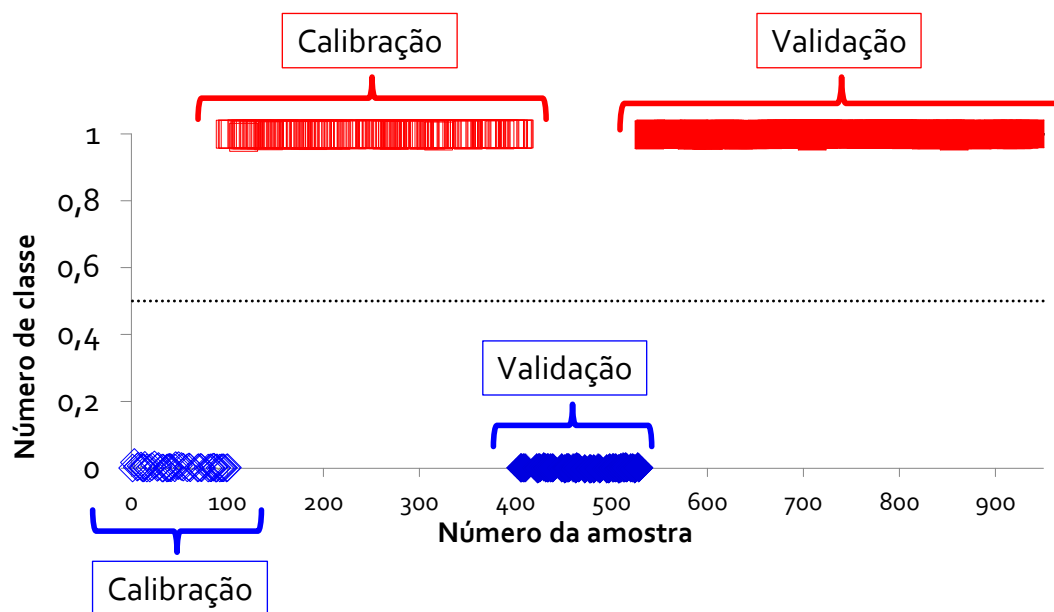 Calibração
Validação
Número de classe
1
0,8
0,6
0,4
0,2
0
Validação
0 100 200 300 400 500 600 700 800 900
Número da amostra
Calibração